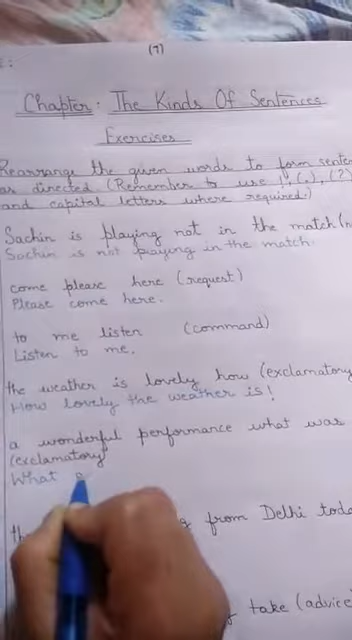 (7)
Chapter: The Kinds Of Sentences
Exercises
Rearrange the given words to form
as directed (Remember to use !, (.), (?)
and capital letters where required.)
Sachin is playing not in the match
Sachin is not playing in the match.
come please here (request)
Please come here.
to me listen (command)
Listen to me.
the weather is lovely how (exclamatory
How lovely the weather is!
a wonderful performance what was
(exclamatory)
What a
from Delhi
take (advice